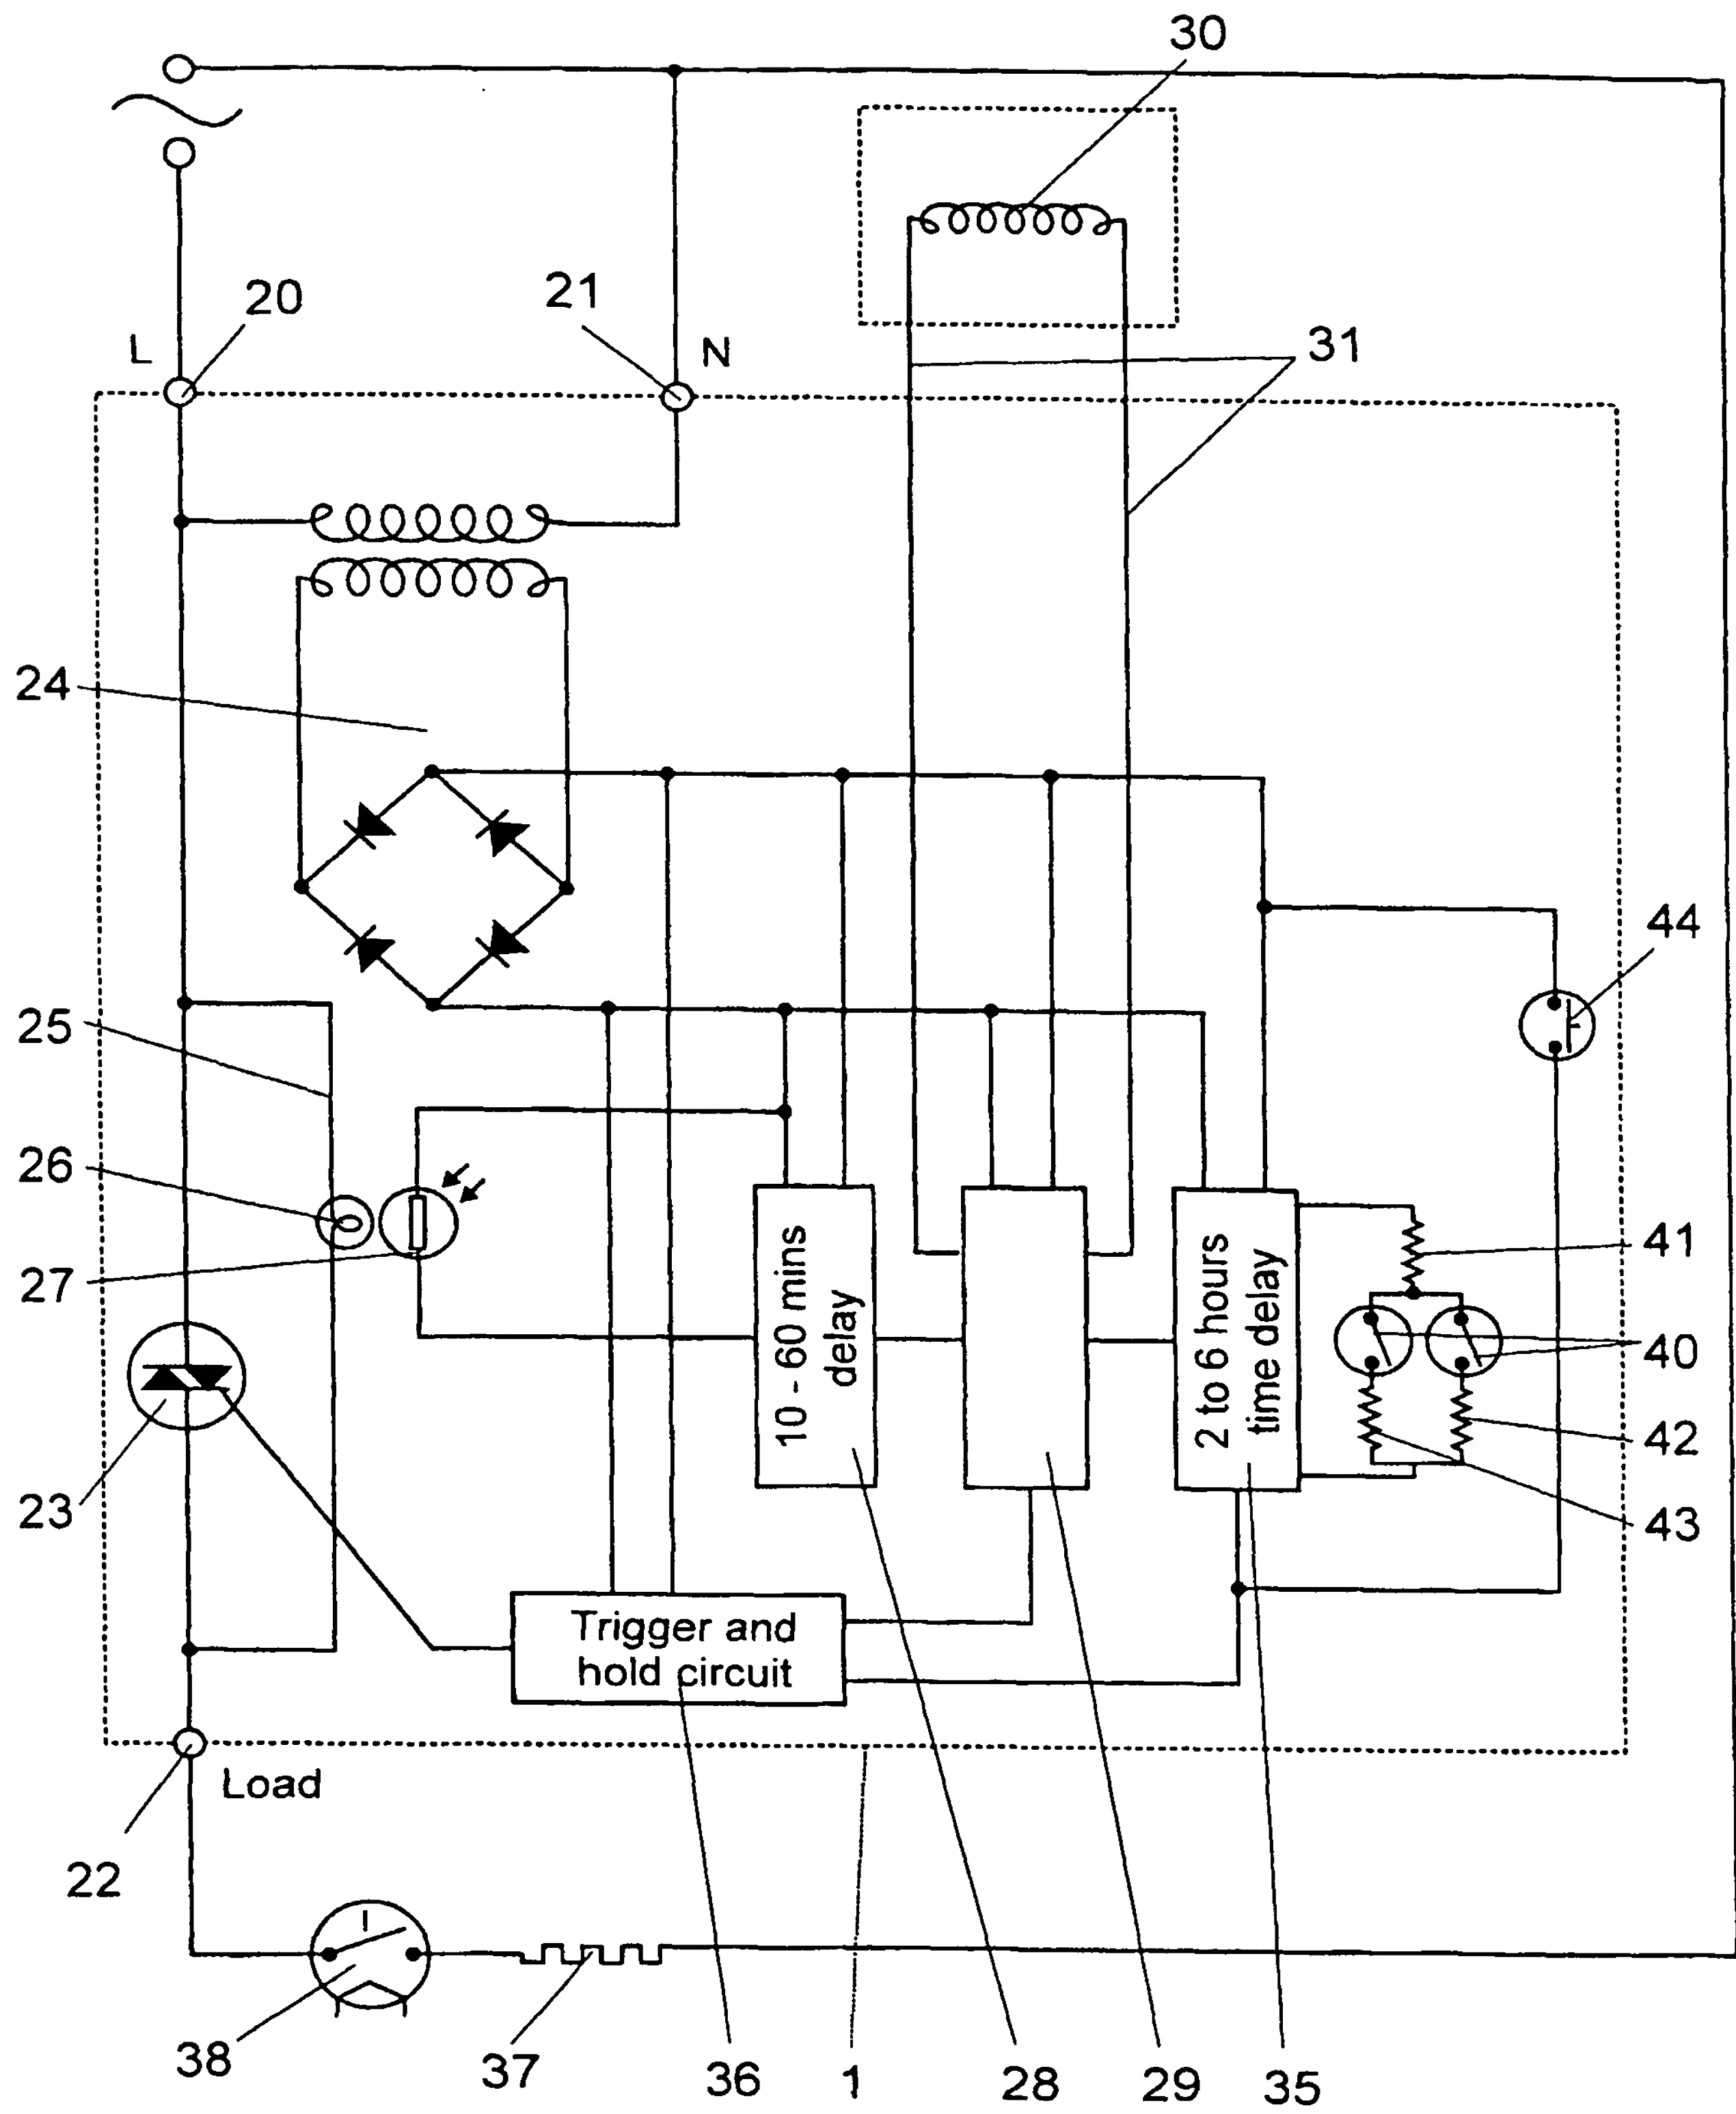 30
20
21
L
N
31
24
44
25
26
27
10 - 60 mins
delay
2 to 6 hours
time delay
41
40
42
23
43
Trigger and
hold circuit
Load
22
38
37
36
1
28
29
35